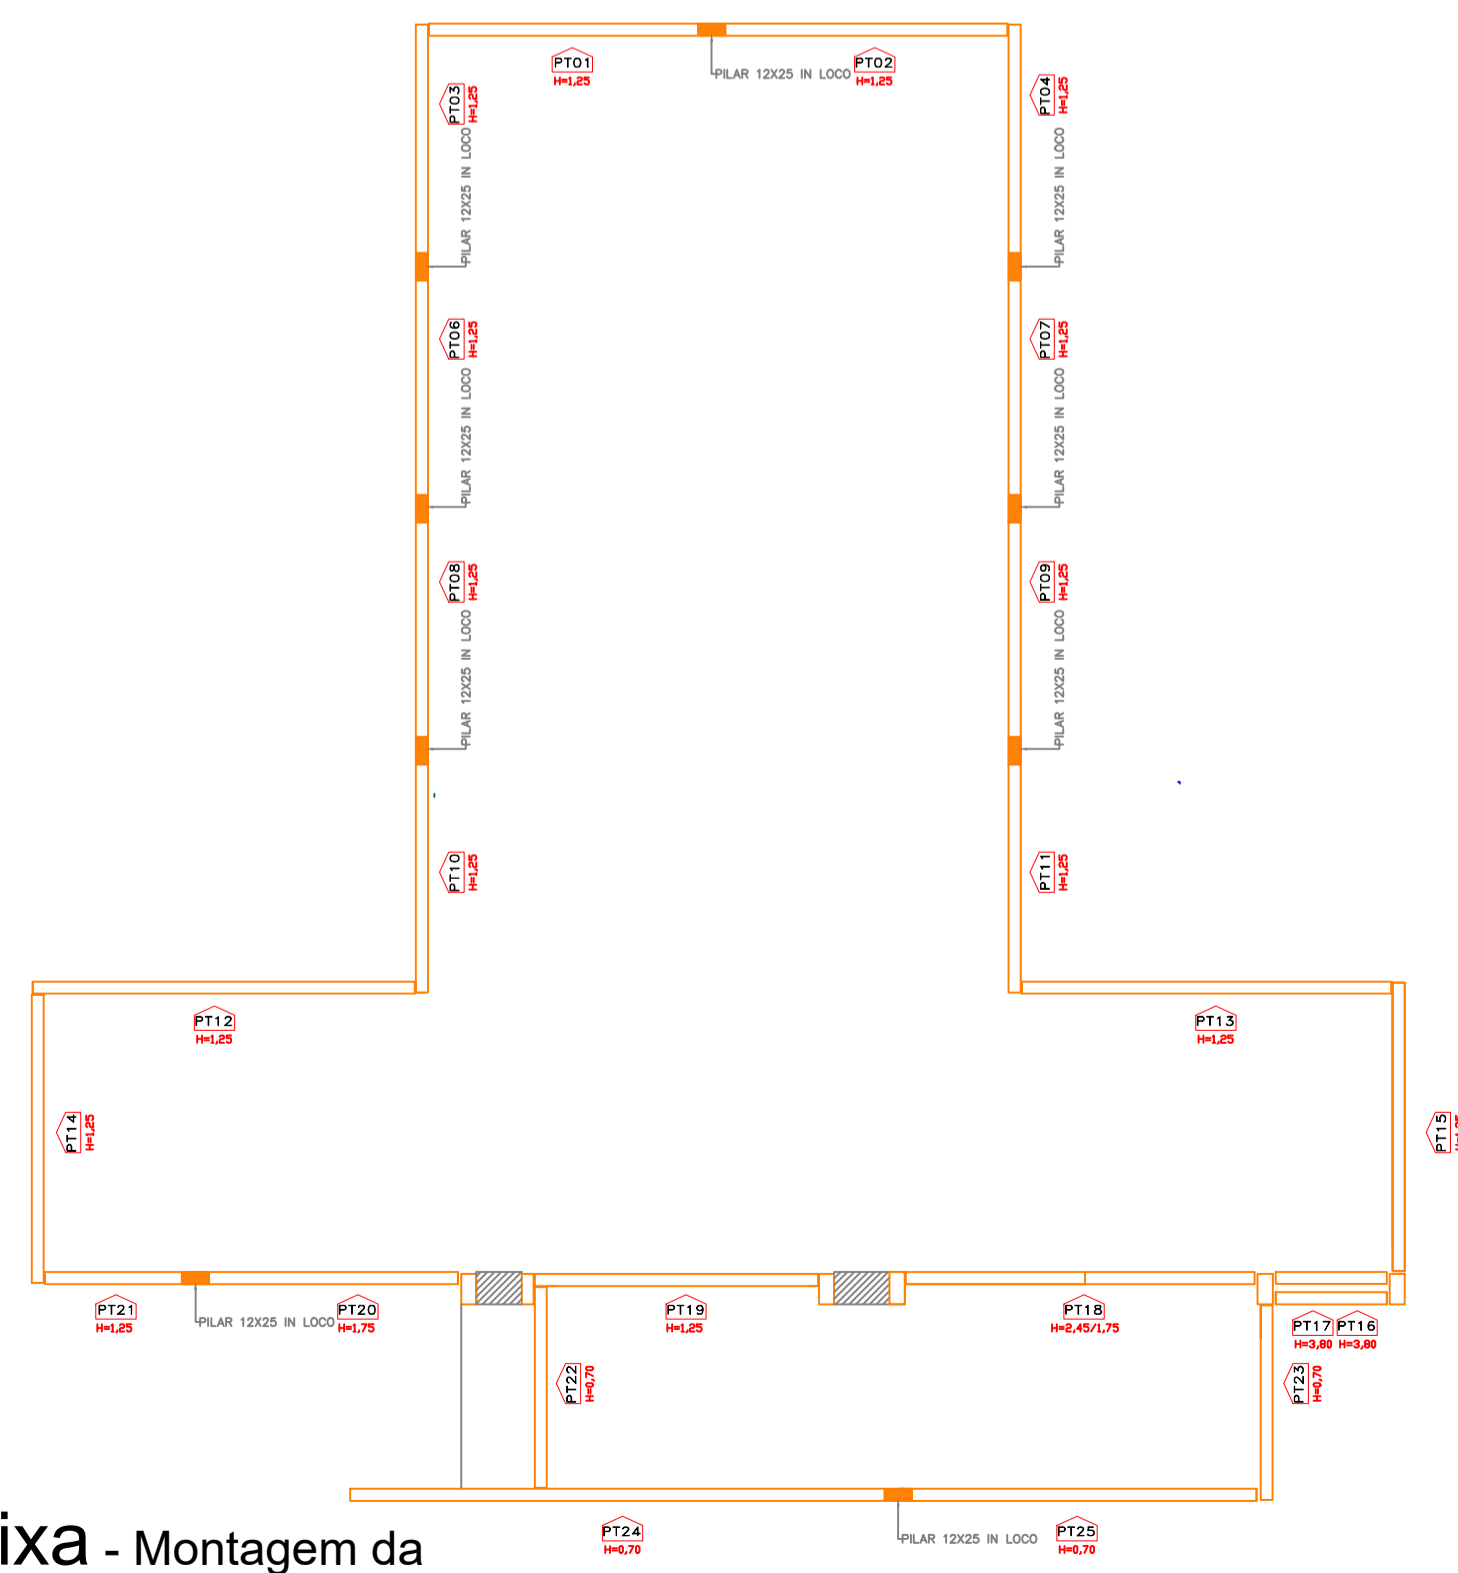 PT01
H=1,25
PILAR 12X25 IN LOCO
PT02
H=1,25
PT03
H=1,25
PILAR 12X25 IN LOCO
PT04
H=1,25
PILAR 12X25 IN LOCO
PT06
H=1,25
PILAR 12X25 IN LOCO
PT07
H=1,25
PILAR 12X25 IN LOCO
PT08
H=1,25
PILAR 12X25 IN LOCO
PT09
H=1,25
PILAR 12X25 IN LOCO
PT10
H=1,25
PT11
H=1,25
PT12
H=1,25
PT13
H=1,25
PT14
H=1,25
PT15
PT21
H=1,25
PILAR 12X25 IN LOCO
PT20
H=1,75
PT19
H=1,25
PT18
H=2,45/1,75
PT17
H=3,80
PT16
H=3,80
PT22
H=0,70
PT23
H=0,70
PT24
H=0,70
PILAR 12X25 IN LOCO
PT25
H=0,70
ixa - Montagem da